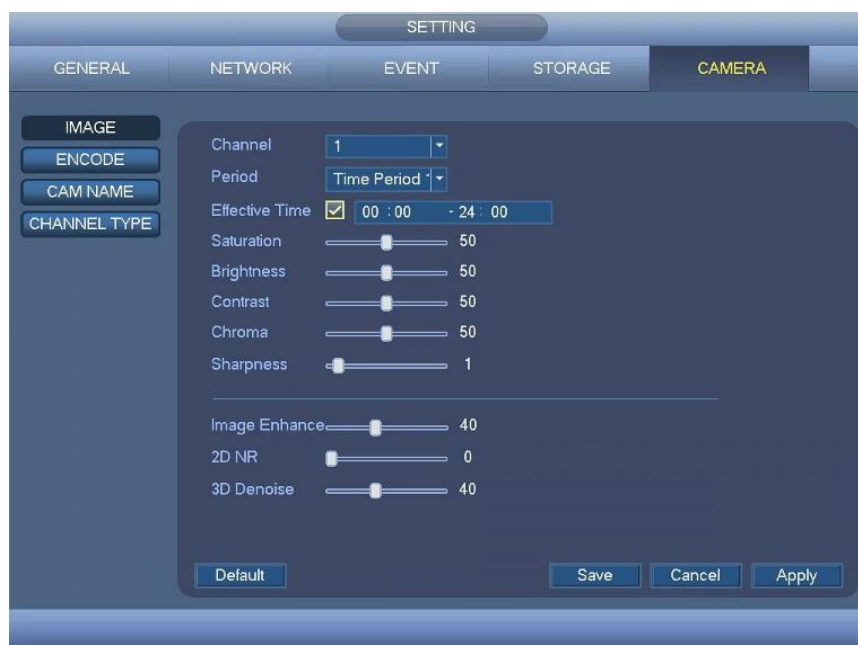 SETTING
GENERAL NETWORK EVENT STORAGE CAMERA
IMAGE
ENCODE
CAM NAME
CHANNEL TYPE
Channel 1
Period Time Period
Effective Time 00 : 00 - 24 : 00
Saturation 50
Brightness 50
Contrast 50
Chroma 50
Sharpness 1
Image Enhance 40
2D NR 0
3D Denoise 40
Default Save Cancel Apply